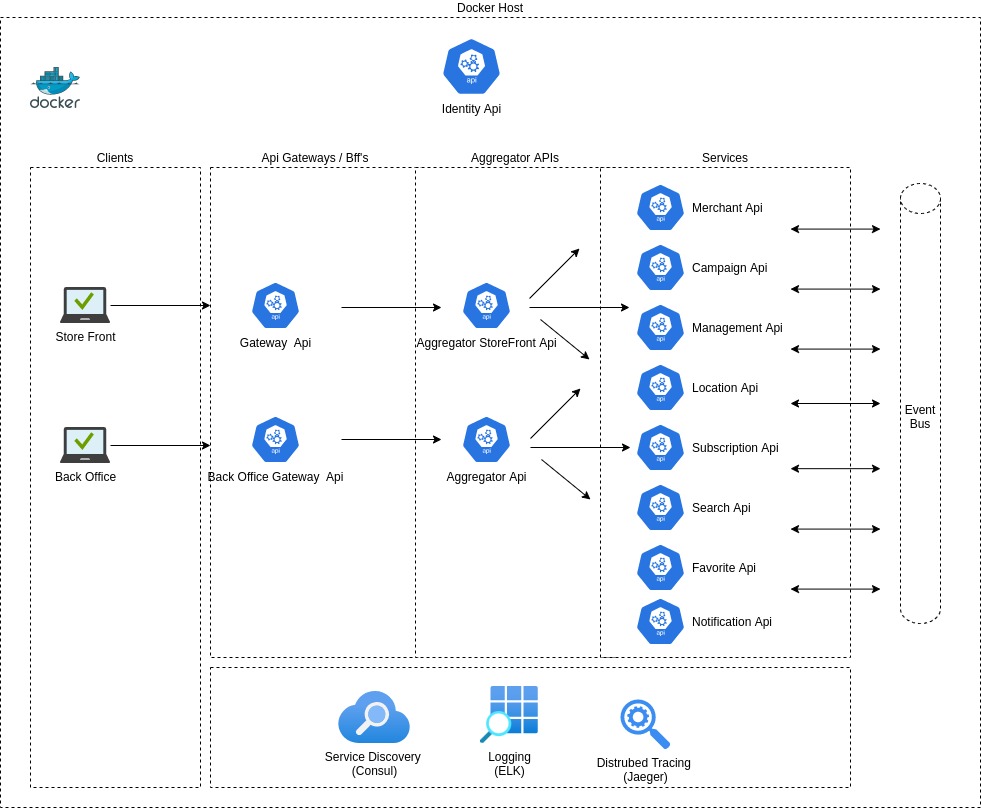 Docker Host
docker
api
Identity Api
Clients
Api Gateways / Bff's
Aggregator APIs
Services
api
Merchant Api
api
Campaign Api
api
Management Api
api
Location Api
api
Subscription Api
api
Search Api
api
Favorite Api
api
Notification Api
Store Front
api
Gateway Api
api
Aggregator StoreFront Api
Back Office
api
Back Office Gateway Api
api
Aggregator Api
Event
Bus
Service Discovery
(Consul)
Logging
(ELK)
Distrubed Tracing
(Jaeger)